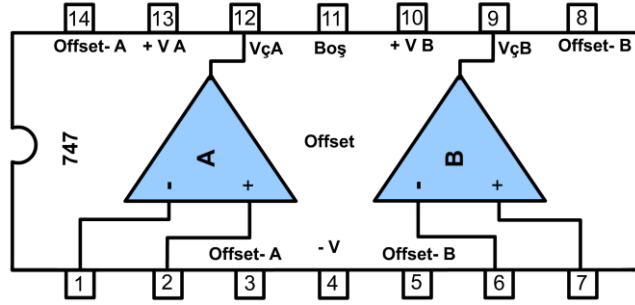 14 13 12 11 10 9 8
Offset- A + V A VçA Boş + V B VçB Offset- B
747
A
Offset
B
- +
- +
Offset- A - V Offset- B
1 2 3 4 5 6 7